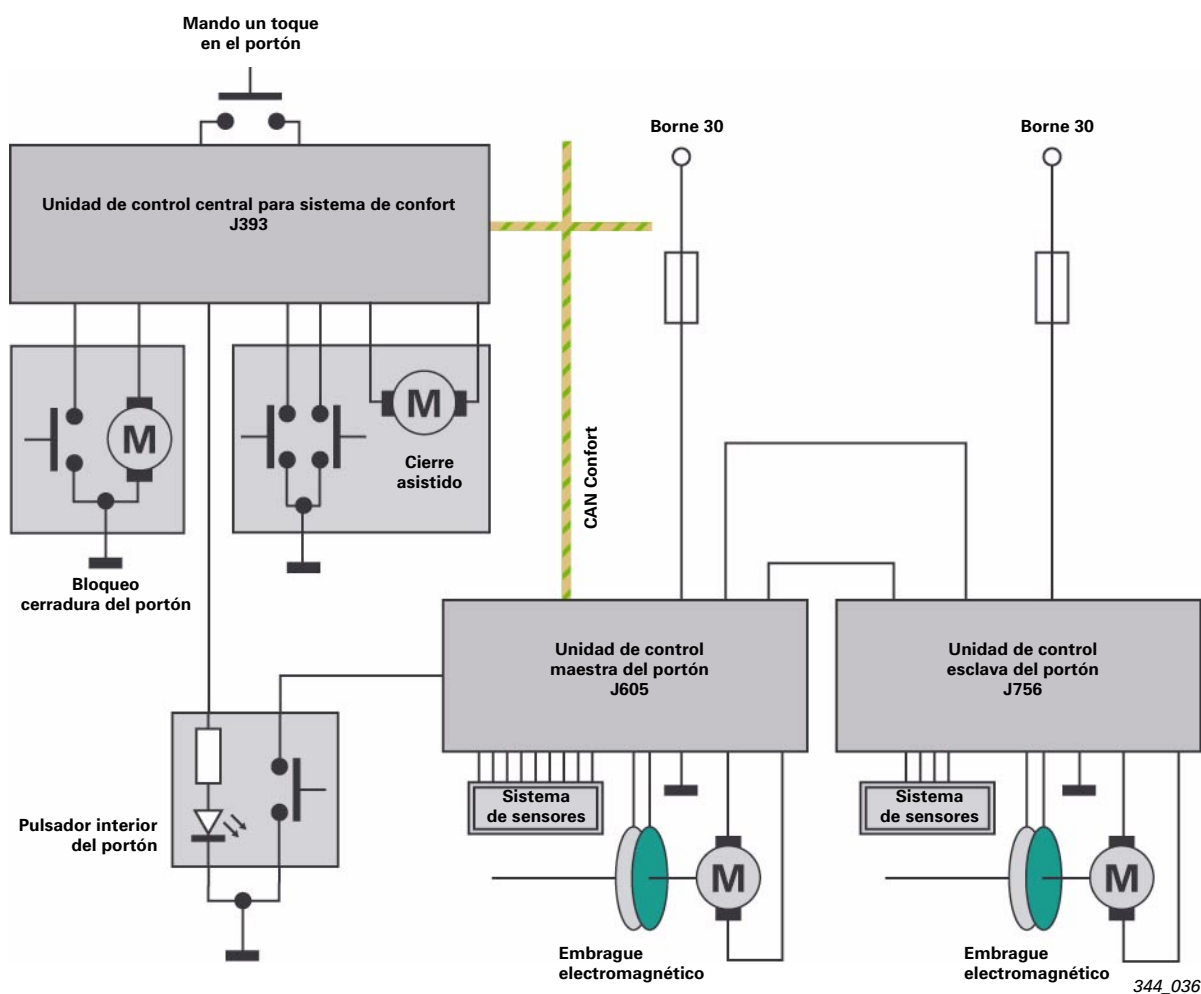 Mando un toque
en el portón
Borne 30
Borne 30
Unidad de control central para sistema de confort
J393
M
M
Cierre
asistido
CAN Confort
Bloqueo
cerradura del portón
Unidad de control
maestra del portón
J605
Unidad de control
esclava del portón
J756
Pulsador interior
del portón
Sistema
de sensores
Sistema
de sensores
M
M
Embrague
electromagnético
Embrague
electromagnético
344_036